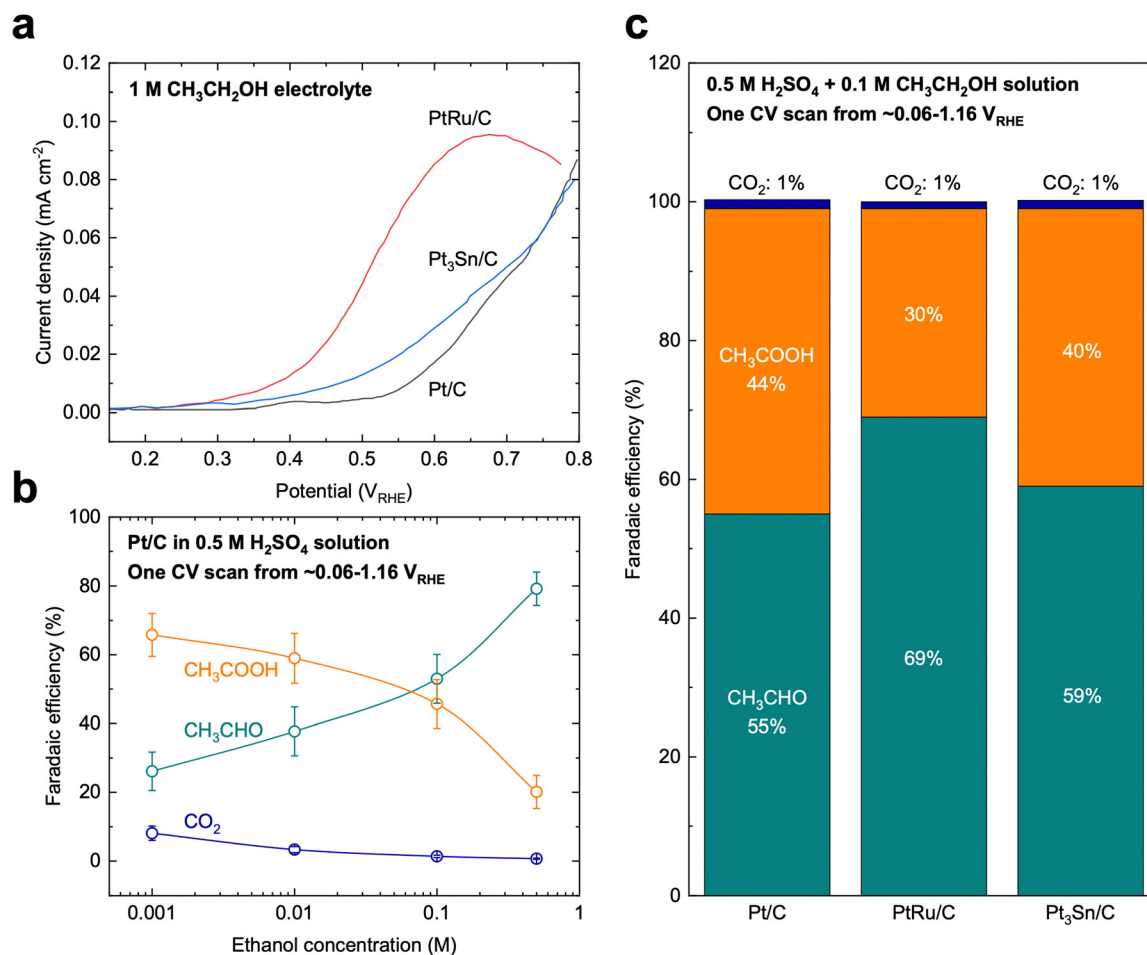 a
0.12
0.10
0.08
0.06
0.04
0.02
0.00
Current density (mA cm⁻²)
1 M CH₃CH₂OH electrolyte
PtRu/C
Pt₃Sn/C
Pt/C
0.2 0.3 0.4 0.5 0.6 0.7 0.8
Potential (V_RHE)
b
100
80
60
40
20
0
Faradaic efficiency (%)
Pt/C in 0.5 M H₂SO₄ solution
One CV scan from ~0.06-1.16 V_RHE
CH₃COOH
CH₃CHO
CO₂
0.001 0.01 0.1 1
Ethanol concentration (M)
c
120
100
80
60
40
20
0
Faradaic efficiency (%)
0.5 M H₂SO₄ + 0.1 M CH₃CH₂OH solution
One CV scan from ~0.06-1.16 V_RHE
CO₂: 1% CO₂: 1% CO₂: 1%
CH₃COOH
44%
30%
40%
CH₃CHO
55%
69%
59%
Pt/C PtRu/C Pt₃Sn/C